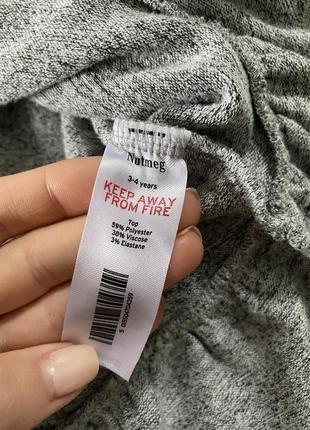 Nutmeg
3-4 years
KEEP AWAY
FROM FIRE
Top
59% Polyester
38% Viscose
3% Elastane